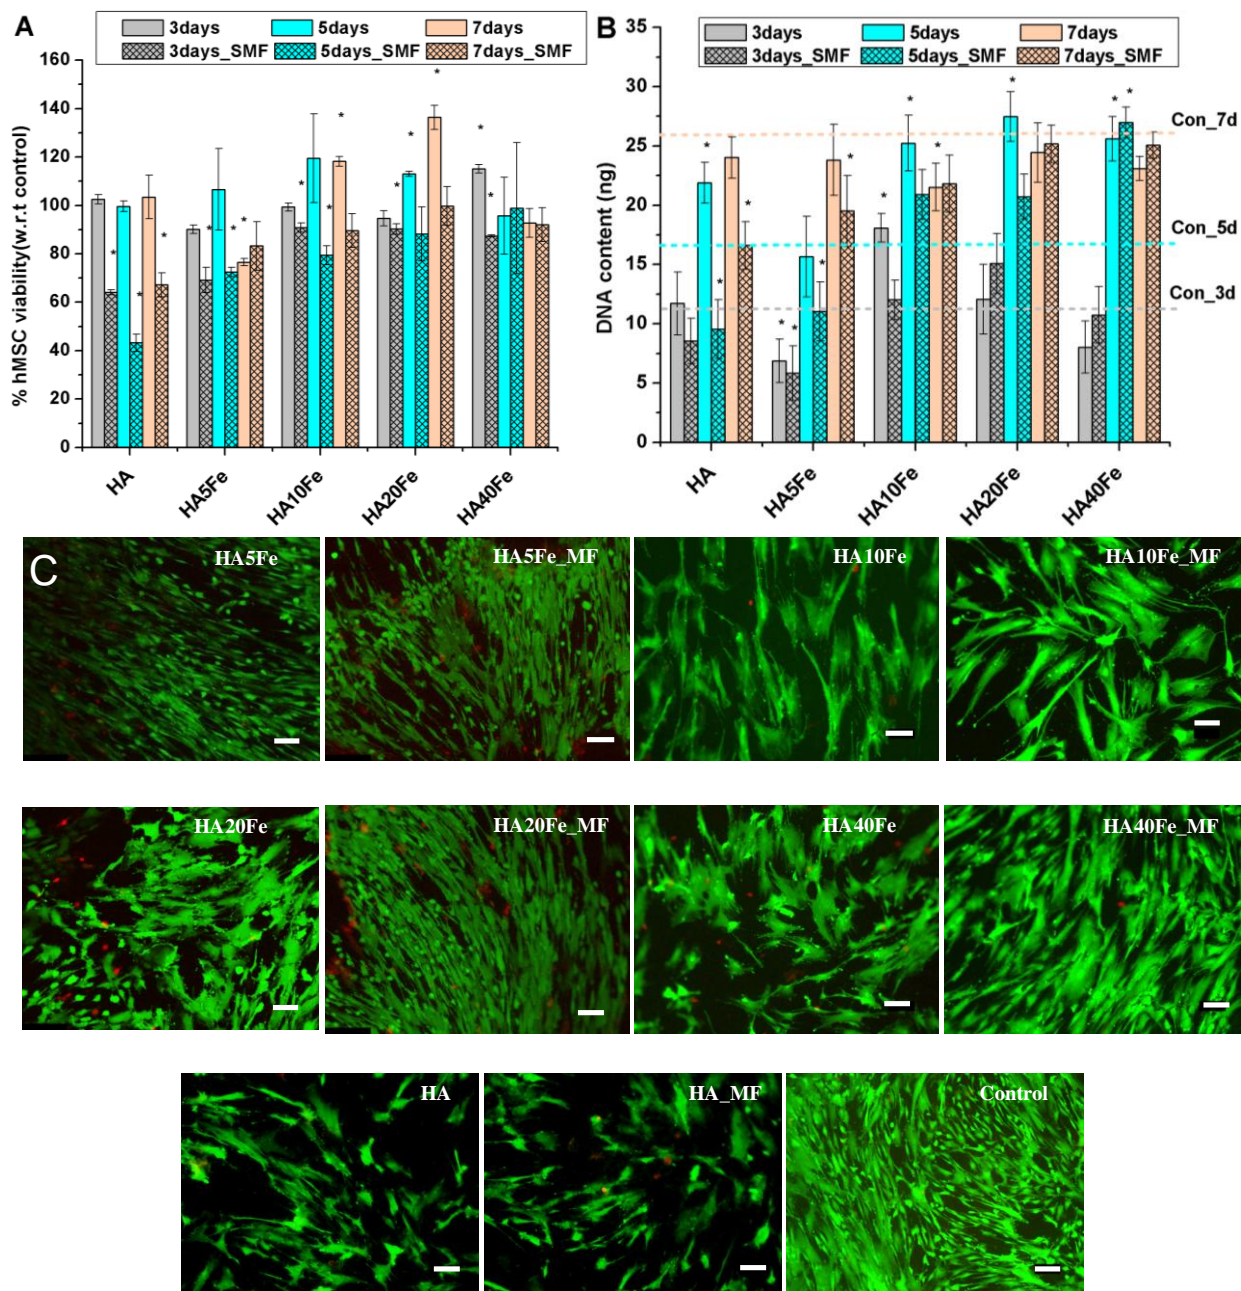 A
3days 5days 7days
3days_SMF 5days_SMF 7days_SMF
% hMSC viability(w.r.t control)
160
140
120
100
80
60
40
20
0
* * * * * * * * * * * * * * *
HA HA5Fe HA10Fe HA20Fe HA40Fe
B
3days 5days 7days
3days_SMF 5days_SMF 7days_SMF
DNA content (ng)
35
30
25
20
15
10
5
0
* * * * * * * * * * * * *
Con_7d
Con_5d
Con_3d
HA HA5Fe HA10Fe HA20Fe HA40Fe
C
HA5Fe HA5Fe_MF HA10Fe HA10Fe_MF
HA20Fe HA20Fe_MF HA40Fe HA40Fe_MF
HA HA_MF Control